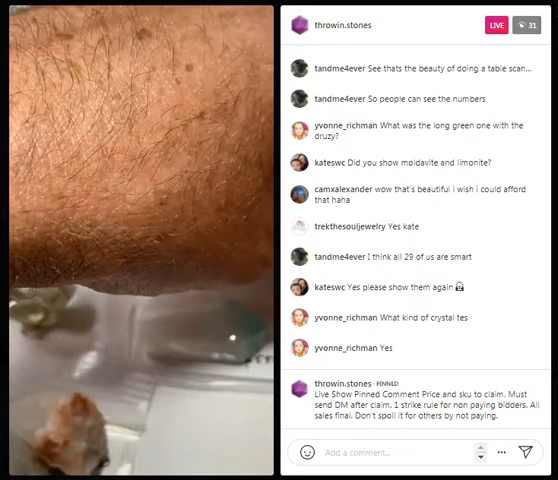 throwin.stones
LIVE
31
tandme4ever See thats the beauty of doing a table scan...
tandme4ever So people can see the numbers
yvonne_richman What was the long green one with the
druzy?
kateswc Did you show moldavite and limonite?
camxalexander wow that's beautiful i wish i could afford
that haha
trekthesouljewelry Yes kate
tandme4ever I think all 29 of us are smart
kateswc Yes please show them again
yvonne_richman What kind of crystal tes
yvonne_richman Yes
throwin.stones · PINNED
Live Show Pinned Comment Price and sku to claim. Must
send DM after claim. 1 strike rule for non paying bidders. All
sales final. Don't spoil it for others by not paying.
Add a comment...